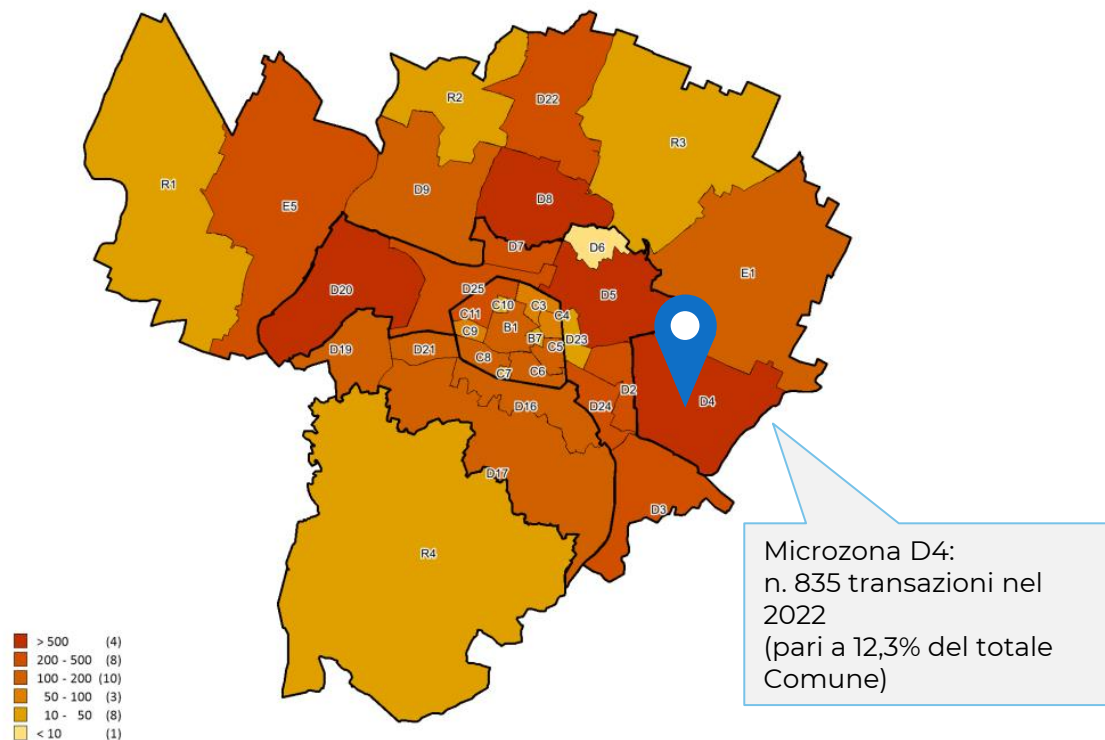 R2
D22
R3
R1
E5
D9
D8
D7
D6
E1
D20
D25
D5
C10
C3
C11
C4
B1
C9
B7
D23
D19
D21
C8
C5
C7
C6
D2
D16
D24
D4
D17
D3
R4
Microzona D4:
n. 835 transazioni nel
2022
(pari a 12,3% del totale
Comune)
> 500 (4)
200 - 500 (8)
100 - 200 (10)
50 - 100 (3)
10 - 50 (8)
< 10 (1)